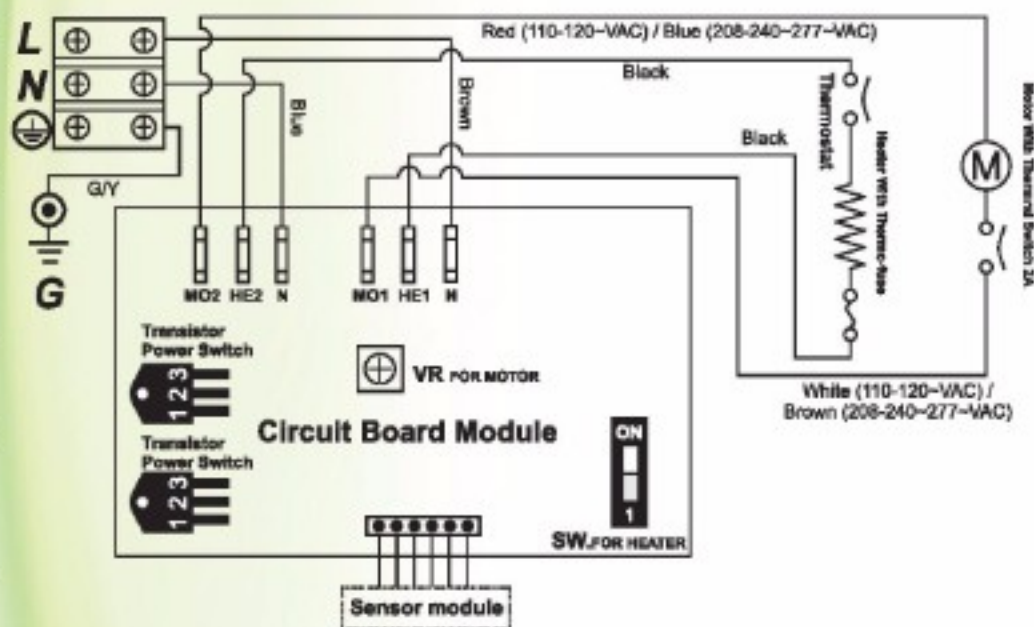 L
Red (110-120~VAC) / Blue (208-240~277~VAC)
N
Black
Blue
Brown
Black
Thermostat
Heater With Thermo-fuse
M
Motor With Thermal Switch 2A
G/Y
G
MO2 HE2 N
MO1 HE1 N
Transistor
Power Switch
1 2 3
VR FOR MOTOR
White (110-120~VAC) /
Brown (208-240~277~VAC)
Circuit Board Module
Transistor
Power Switch
1 2 3
ON
1
SW.FOR HEATER
Sensor module